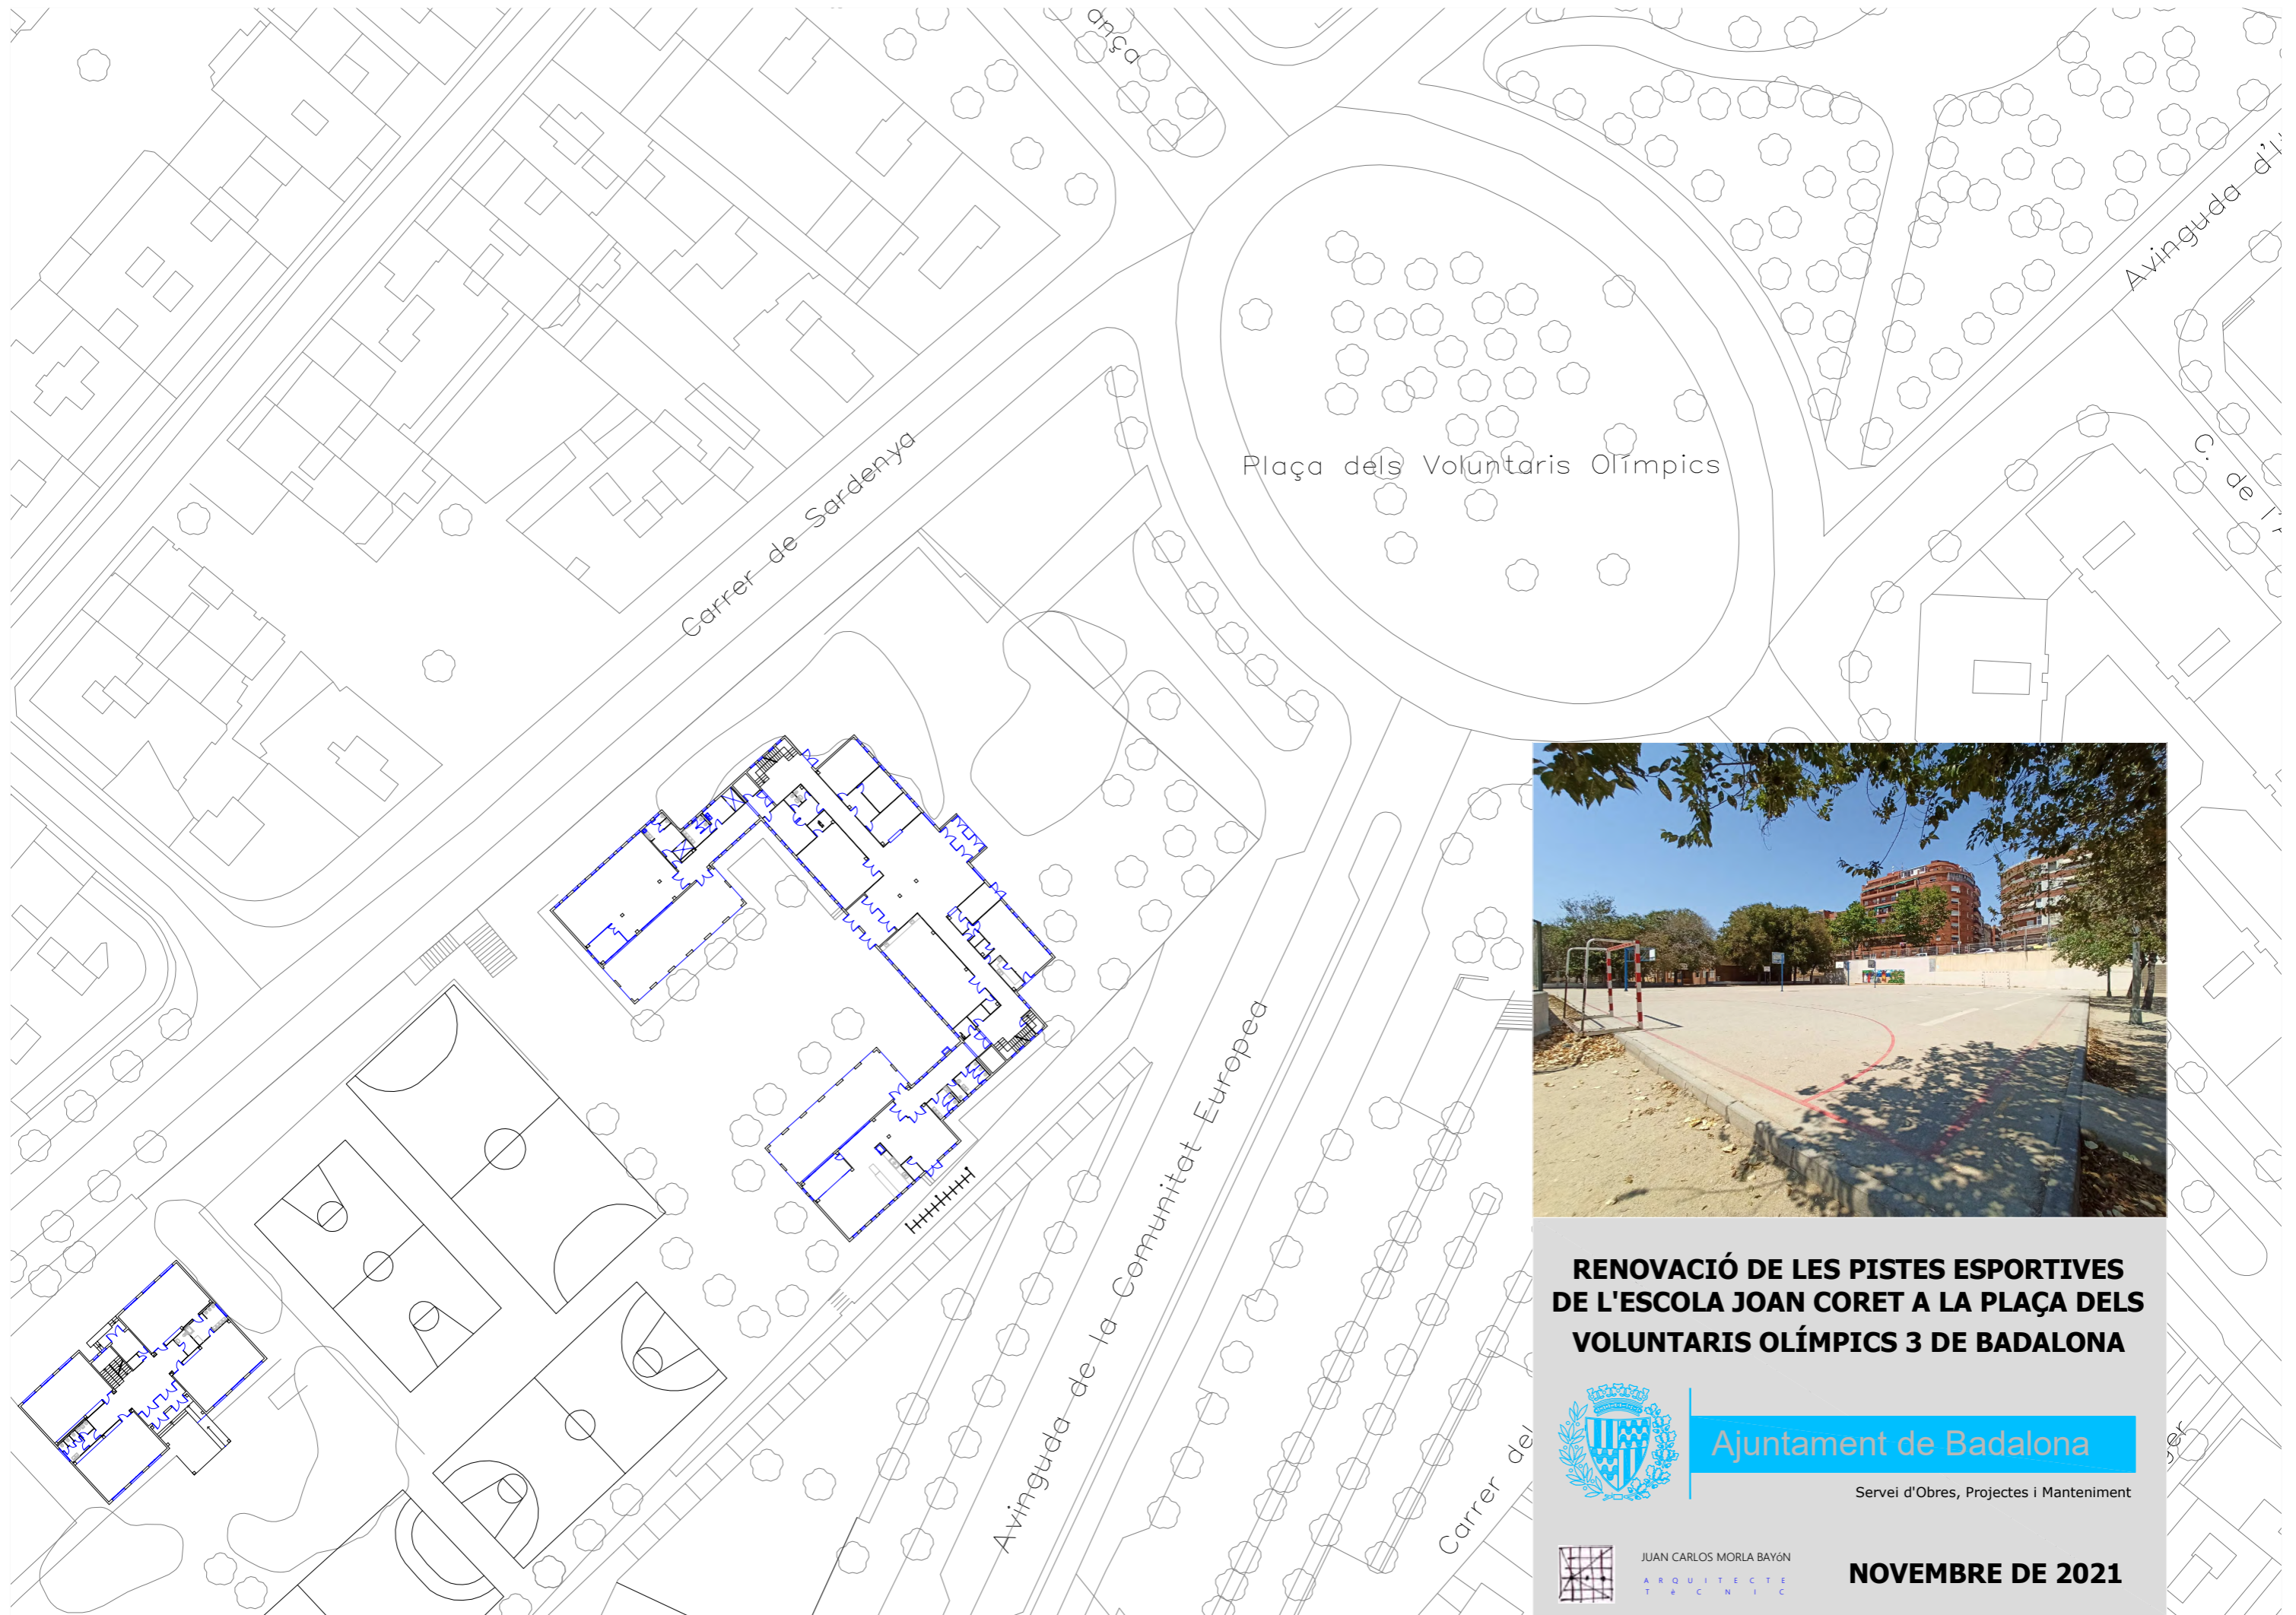 ança
Avinguda d'I
C. de l'
Plaça dels Voluntaris Olímpics
Carrer de Sardenya
Avinguda de la Comunitat Europea
Carrer del
ger
RENOVACIÓ DE LES PISTES ESPORTIVES
DE L'ESCOLA JOAN CORET A LA PLAÇA DELS
VOLUNTARIS OLÍMPICS 3 DE BADALONA
Ajuntament de Badalona
Servei d'Obres, Projectes i Manteniment
JUAN CARLOS MORLA BAYóN
ARQUITECTE
TèCNIC
NOVEMBRE DE 2021